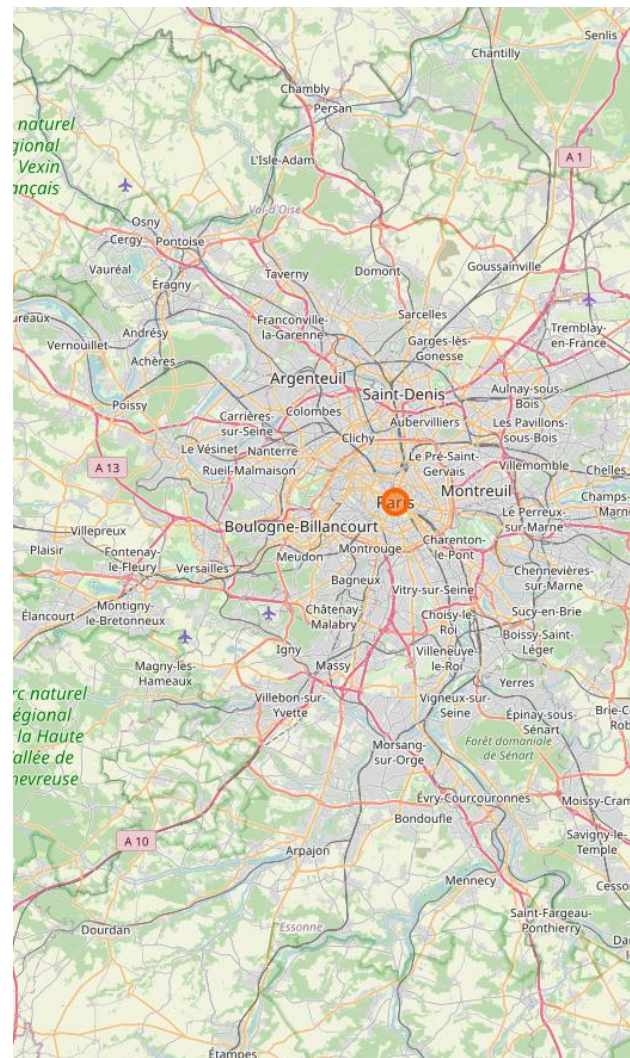 Senlis
Chantilly
Chambly
Persan
naturel
égional
Vexin
ançais
A 1
L'Isle-Adam
Val-d'Oise
Osny
Cergy
Pontoise
Vauréal
Éragny
Taverny
Domont
Goussainville
ureaux
Vernouillet
Andrésy
Achères
Franconville-
la-Garenne
Sarcelles
Garges-lès-
Gonesse
Tremblay-
en-France
Argenteuil
Saint-Denis
Aulnay-sous-
Bois
Poissy
Carrières-
sur-Seine
Colombes
Aubervilliers
Les Pavillons-
sous-Bois
Clichy
Le Vésinet
Nanterre
Le Pré-Saint-
Gervais
Villemomble
A 13
Rueil-Malmaison
Chelles
Montreuil
Champs-
Marne
Paris
Le Perreux-
sur-Marne
Boulogne-Billancourt
Villepreux
Plaisir
Fontenay-
le-Fleury
Versailles
Meudon
Montrouge
Charenton-
le-Pont
Chennevières-
sur-Marne
Bagneux
Vitry-sur-Seine
Élancourt
Montigny-
le-Bretonneux
Châtenay-
Malabry
Choisy-le-
Roi
Sucy-en-Brie
Boissy-Saint-
Léger
Igny
Massy
Villeneuve-
le-Roi
Magny-les-
Hameaux
Yerres
rc naturel
égional
la Haute
allée de
hevreuse
Villebon-sur-
Yvette
Vigneux-sur-
Seine
Épinay-sous-
Sénart
Brie-C
Rob
Morsang-
sur-Orge
Forêt domaniale
de Sénart
Évry-Courcouronnes
Moissy-Cram
Bondoufle
A 10
Savigny-le-
Temple
Arpajon
Mennecy
Cesso
Saint-Fargeau-
Ponthierry
Dourdan
Essonne
Da
Étampes